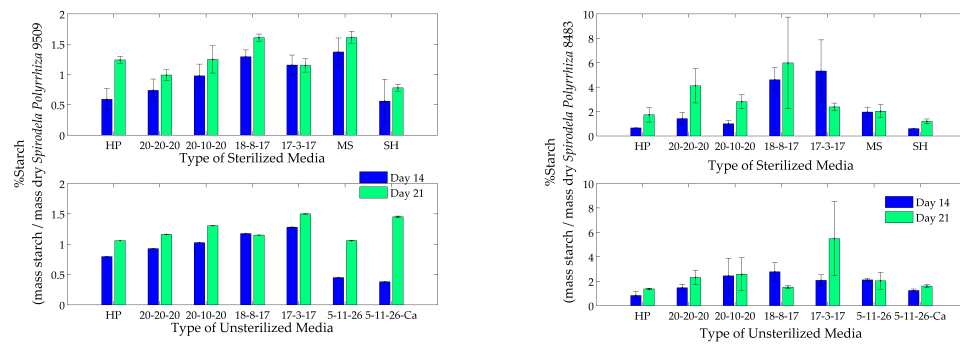 %Starch
(mass starch / mass dry Spirodela Polyrrhiza 9509
2
1.5
1
0.5
0
HP 20-20-20 20-10-20 18-8-17 17-3-17 MS SH
Type of Sterilized Media
Day 14
Day 21
2
1.5
1
0.5
0
HP 20-20-20 20-10-20 18-8-17 17-3-17 5-11-26 5-11-26-Ca
Type of Unsterilized Media
%Starch
(mass starch / mass dry Spirodela Polyrrhiza 8483
10
8
6
4
2
0
HP 20-20-20 20-10-20 18-8-17 17-3-17 MS SH
Type of Sterilized Media
10
8
6
4
2
0
Day 14
Day 21
HP 20-20-20 20-10-20 18-8-17 17-3-17 5-11-26 5-11-26-Ca
Type of Unsterilized Media